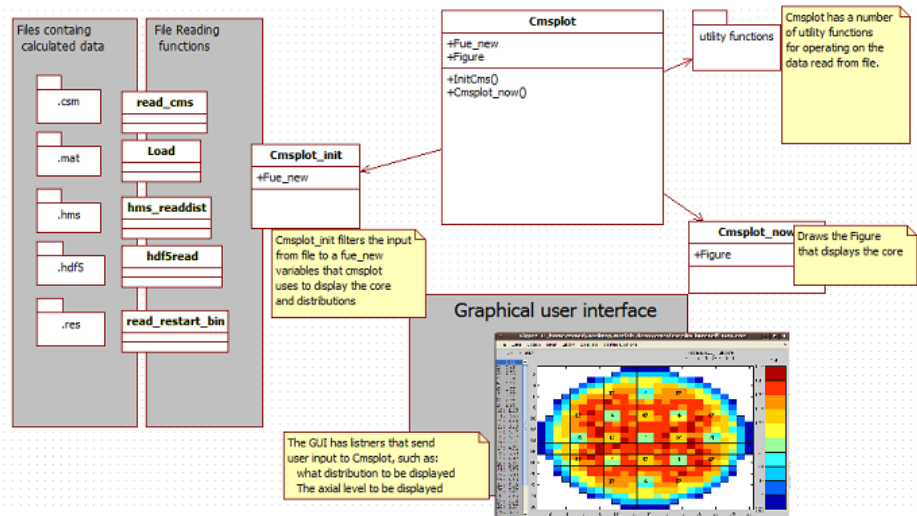 Files containg
calculated data
.csm
.mat
.hms
.hdf5
.res
File Reading
functions
read_cms
Load
hms_readdist
hdf5read
read_restart_bin
Cmsplot_init
+Fue_new
Cmsplot_init filters the input
from file to a fue_new
variables that cmsplot
uses to display the core
and distributions
Cmsplot
+Fue_new
+Figure
+InitCms()
+Cmsplot_now()
utility functions
Cmsplot has a number
of utility functions
for operating on the
data read from file.
Cmsplot_now
+Figure
Draws the Figure
that displays the core
Graphical user interface
The GUI has listners that send
user input to Cmsplot, such as:
what distribution to be displayed
The axial level to be displayed